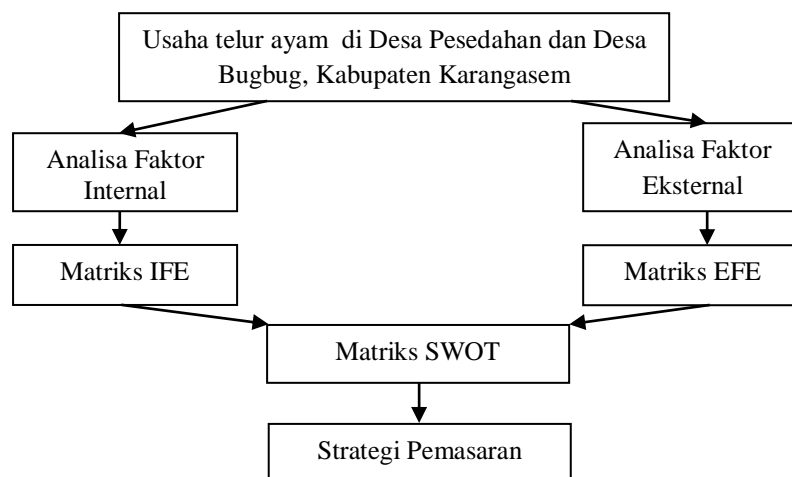 Usaha telur ayam di Desa Pesedahan dan Desa
Bugbug, Kabupaten Karangasem
Analisa Faktor
Internal
Analisa Faktor
Eksternal
Matriks IFE
Matriks EFE
Matriks SWOT
Strategi Pemasaran